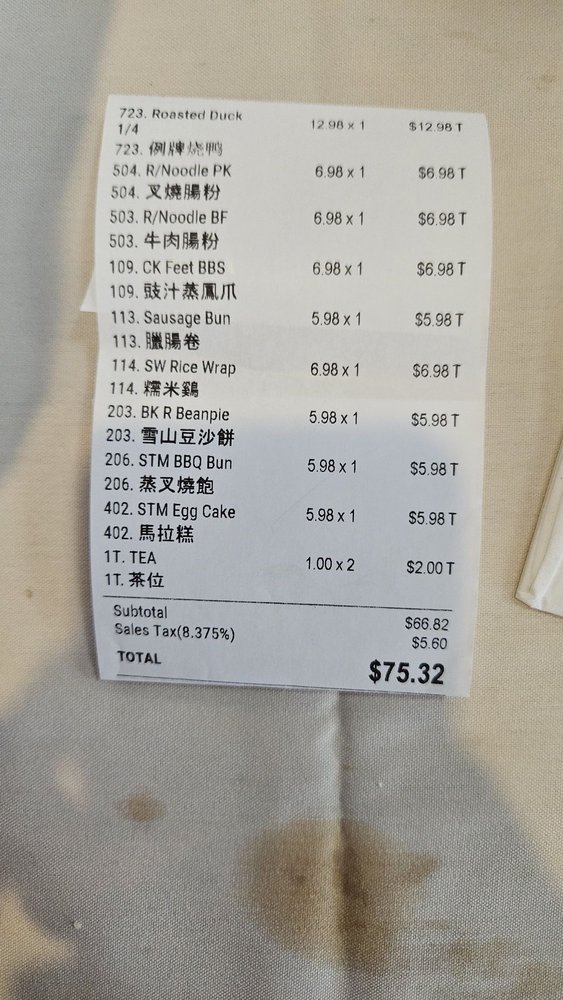 723. Roasted Duck 12.98 x 1 $12.98 T
1/4
723. 例牌烧鸭
504. R/Noodle PK 6.98 x 1 $6.98 T
504. 叉燒腸粉
503. R/Noodle BF 6.98 x 1 $6.98 T
503. 牛肉腸粉
109. CK Feet BBS 6.98 x 1 $6.98 T
109. 豉汁蒸鳳爪
113. Sausage Bun 5.98 x 1 $5.98 T
113. 臘腸卷
114. SW Rice Wrap 6.98 x 1 $6.98 T
114. 糯米鷄
203. BK R Beanpie 5.98 x 1 $5.98 T
203. 雪山豆沙餅
206. STM BBQ Bun 5.98 x 1 $5.98 T
206. 蒸叉燒飽
402. STM Egg Cake 5.98 x 1 $5.98 T
402. 馬拉糕
1T. TEA 1.00 x 2 $2.00 T
1T. 茶位
Subtotal $66.82
Sales Tax(8.375%) $5.60
TOTAL $75.32